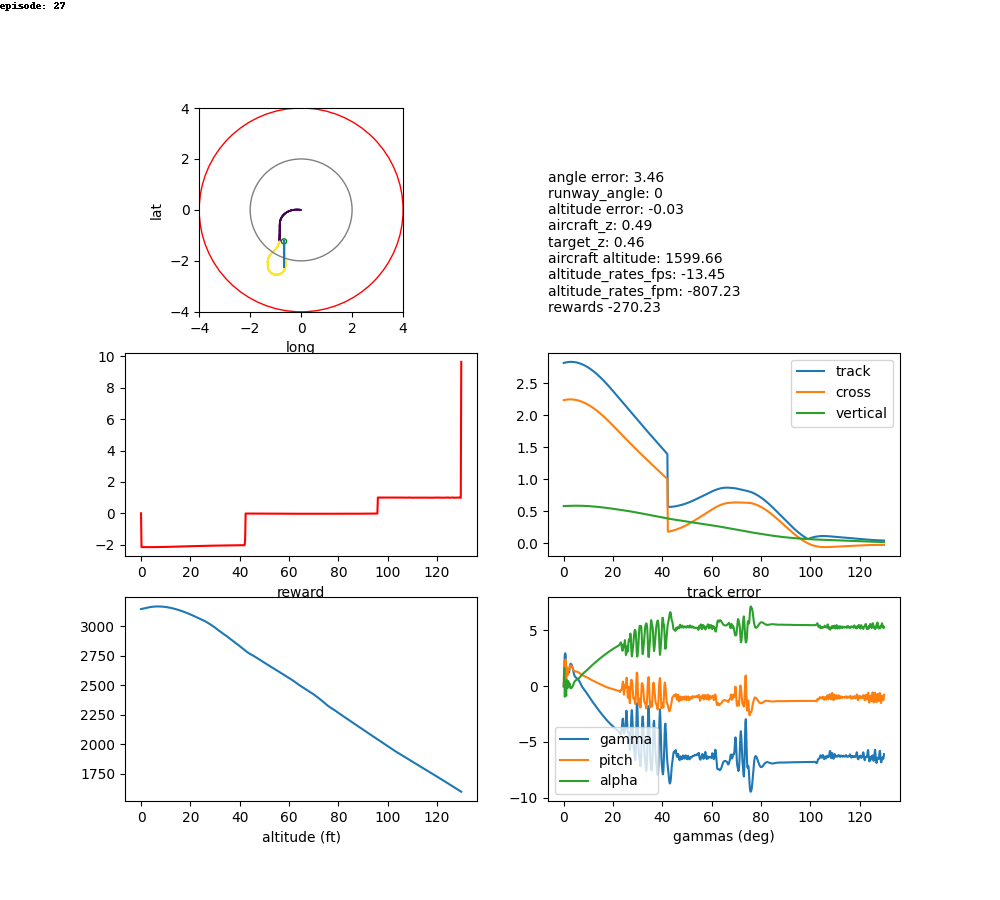 episode: 27
4
2
0
−2
−4
lat
−4 −2 0 2 4
long
angle error: 3.46
runway_angle: 0
altitude error: -0.03
aircraft_z: 0.49
target_z: 0.46
aircraft altitude: 1599.66
altitude_rates_fps: -13.45
altitude_rates_fpm: -807.23
rewards -270.23
10
8
6
4
2
0
−2
0 20 40 60 80 100 120
reward
2.5
2.0
1.5
1.0
0.5
0.0
track
cross
vertical
0 20 40 60 80 100 120
track error
3000
2750
2500
2250
2000
1750
0 20 40 60 80 100 120
altitude (ft)
5
0
−5
−10
gamma
pitch
alpha
0 20 40 60 80 100 120
gammas (deg)